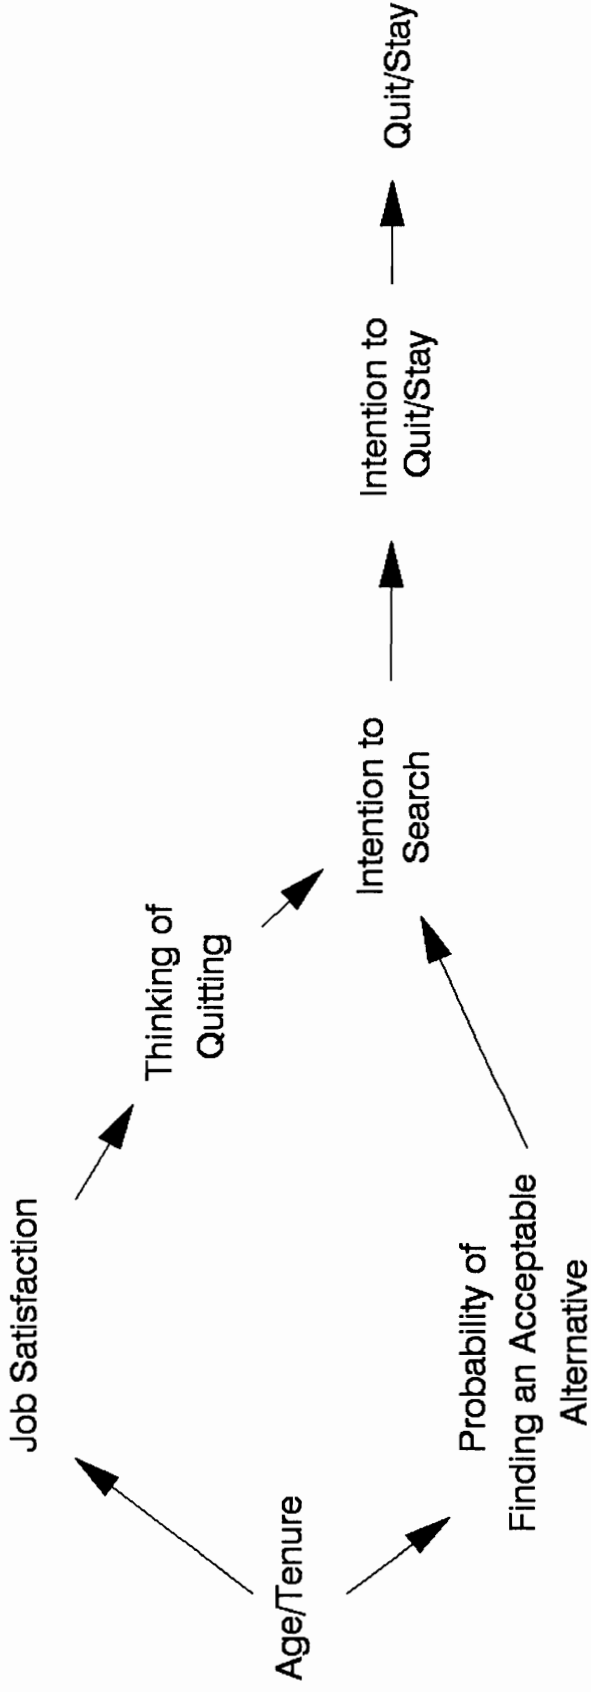 Job Satisfaction
Thinking of
Quitting
Age/Tenure
Intention to
Search
Intention to
Quit/Stay
Quit/Stay
Probability of
Finding an Acceptable
Alternative